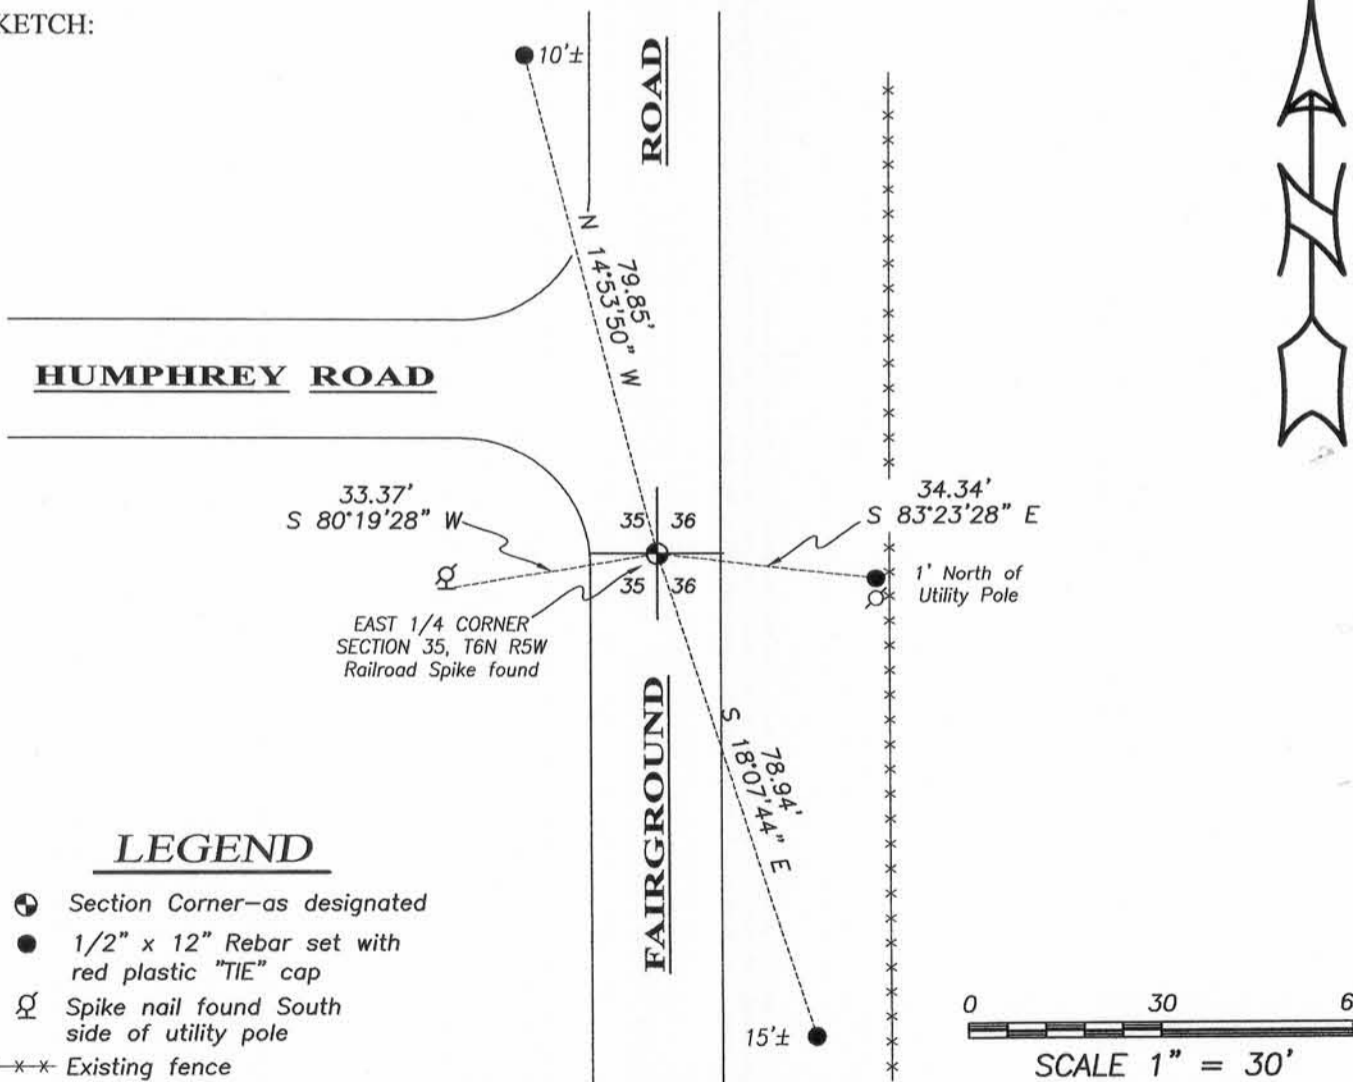 KETCH:
10'±
ROAD
N 14°53'50" W
79.85'
HUMPHREY ROAD
33.37'
S 80°19'28" W
34.34'
S 83°23'28" E
35 36
35 36
1' North of
Utility Pole
EAST 1/4 CORNER
SECTION 35, T6N R5W
Railroad Spike found
FAIRGROUND
78.94'
S 18°07'44" E
15'±
N
LEGEND
Section Corner-as designated
1/2" x 12" Rebar set with
red plastic "TIE" cap
Spike nail found South
side of utility pole
Existing fence
0 30 6
SCALE 1" = 30'